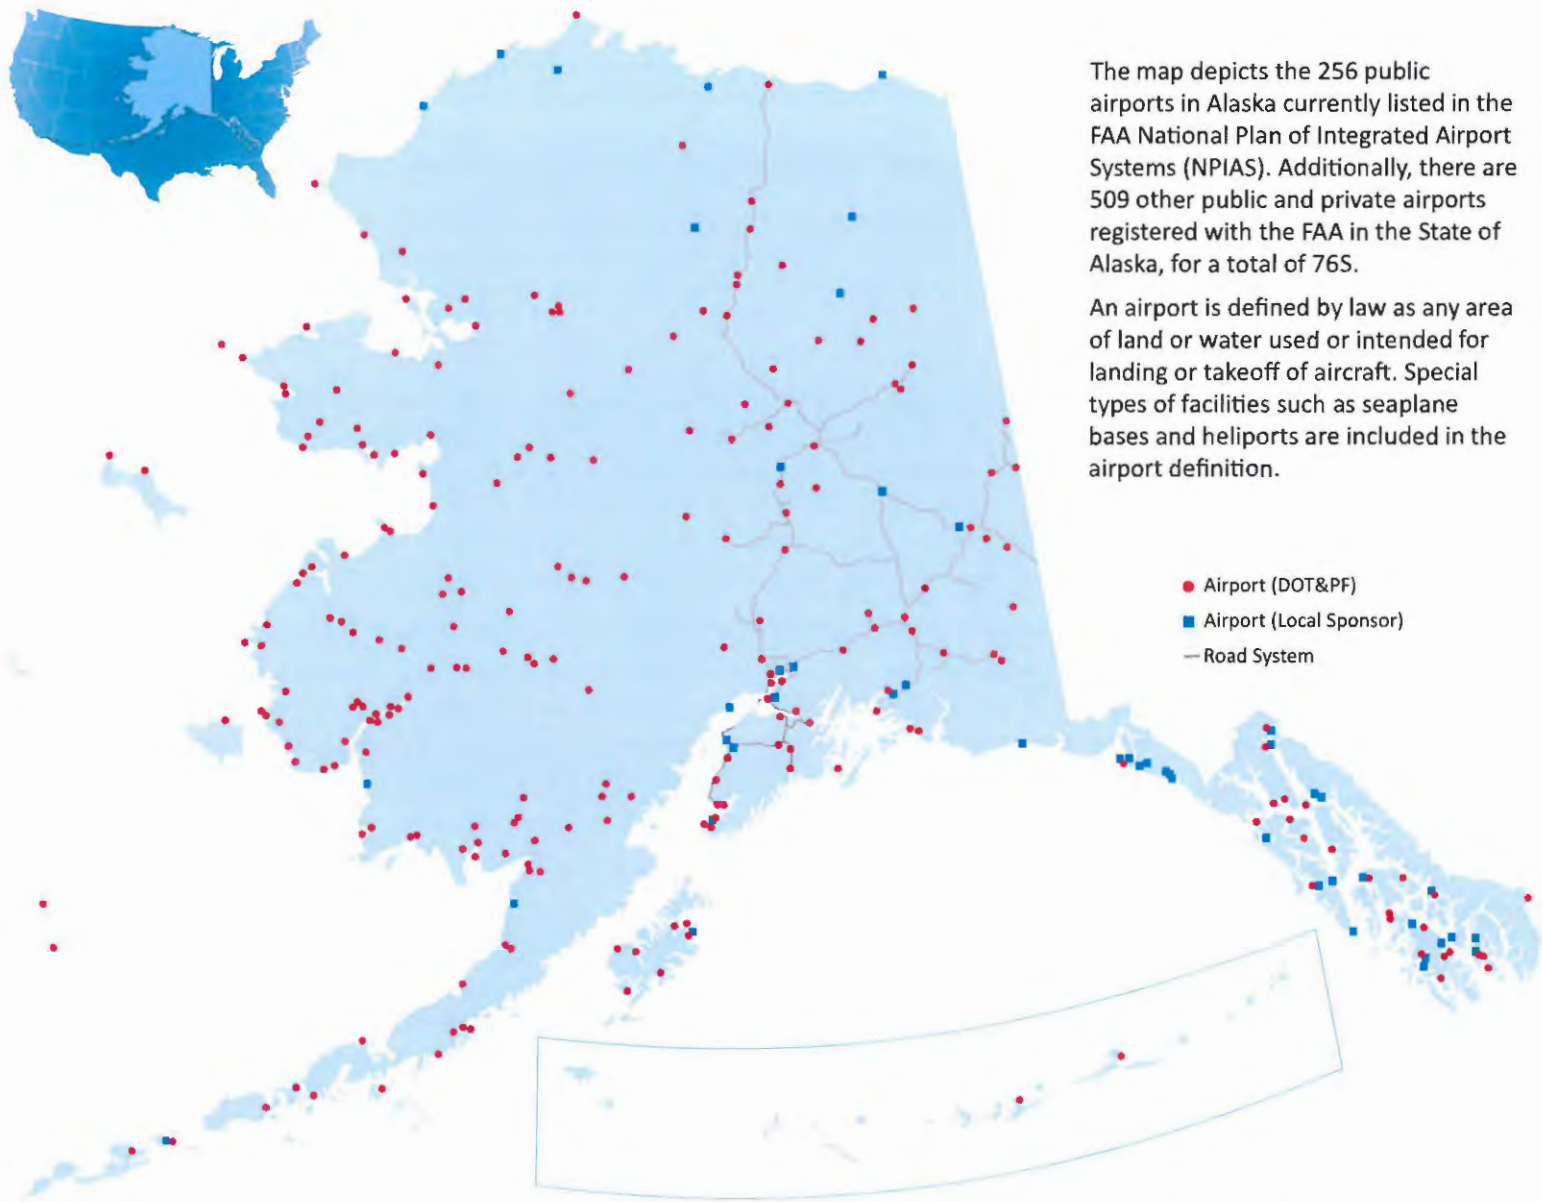 The map depicts the 256 public
airports in Alaska currently listed in the
FAA National Plan of Integrated Airport
Systems (NPIAS). Additionally, there are
509 other public and private airports
registered with the FAA in the State of
Alaska, for a total of 76S.
An airport is defined by law as any area
of land or water used or intended for
landing or takeoff of aircraft. Special
types of facilities such as seaplane
bases and heliports are included in the
airport definition.
Airport (DOT&PF)
Airport (Local Sponsor)
Road System